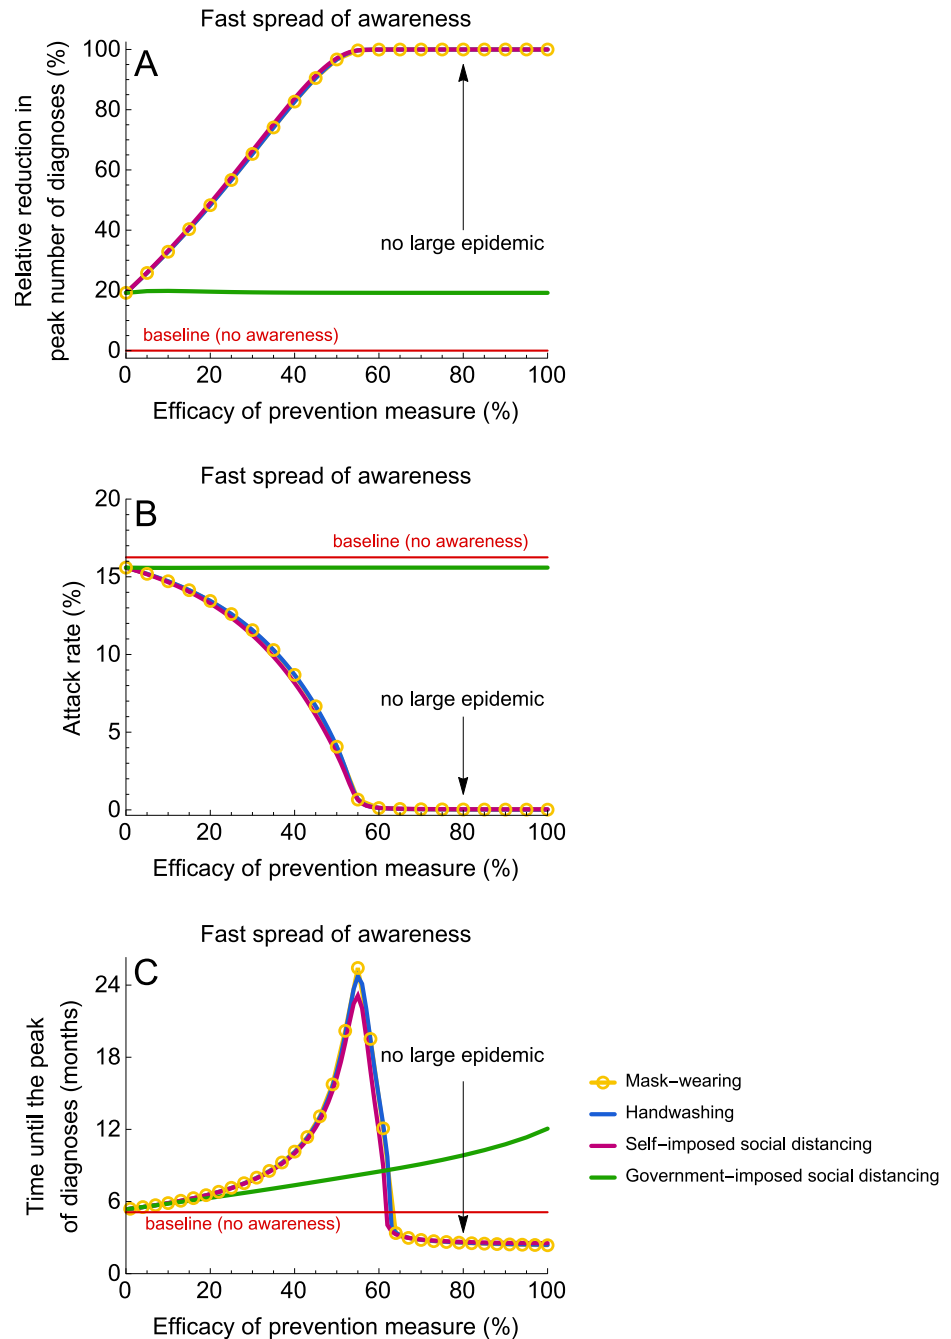 Fast spread of awareness
A
Relative reduction in
peak number of diagnoses (%)
100
80
60
40
20
0
no large epidemic
baseline (no awareness)
0 20 40 60 80 100
Efficacy of prevention measure (%)
Fast spread of awareness
B
Attack rate (%)
20
15
10
5
0
baseline (no awareness)
no large epidemic
0 20 40 60 80 100
Efficacy of prevention measure (%)
Fast spread of awareness
C
Time until the peak
of diagnoses (months)
24
18
12
6
0
no large epidemic
baseline (no awareness)
0 20 40 60 80 100
Efficacy of prevention measure (%)
Mask–wearing
Handwashing
Self–imposed social distancing
Government–imposed social distancing